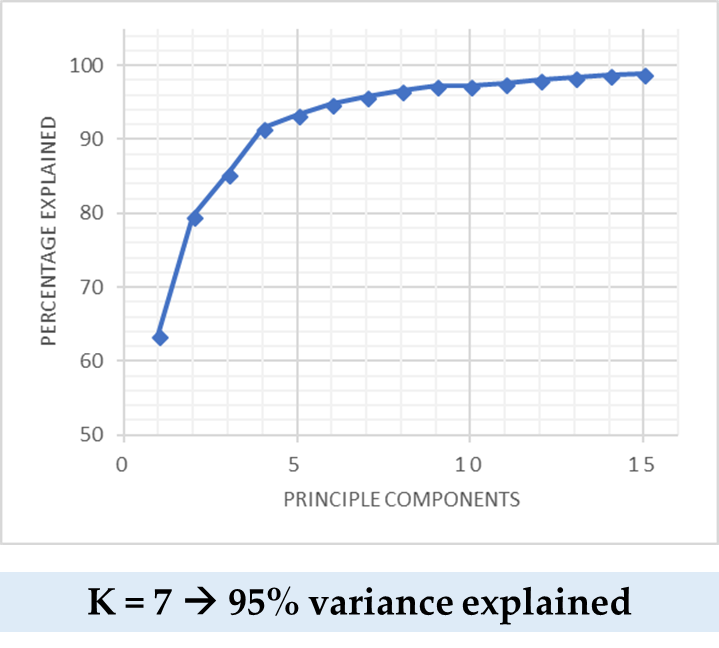 100
90
80
70
60
50
0 5 10 15
PERCENTAGE EXPLAINED
PRINCIPLE COMPONENTS
K = 7 → 95% variance explained